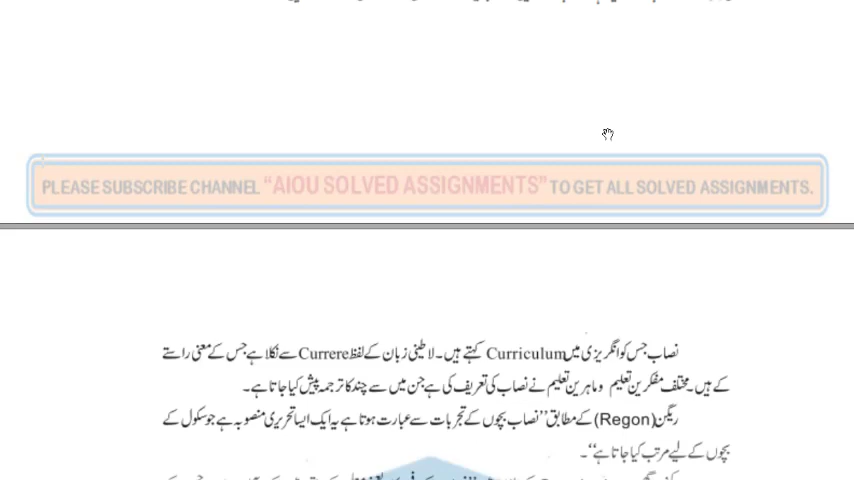 PLEASE SUBSCRIBE CHANNEL “AIOU SOLVED ASSIGNMENTS” TO GET ALL SOLVED ASSIGNMENTS.
نصاب جس کو انگریزی میں Curriculum کہتے ہیں۔ لاطینی زبان کے لفظ Currere سے نکلا ہے جس کے معنی راستے
کے ہیں۔ مختلف مفکرین تعلیم و ماہرین تعلیم نے نصاب کی تعریف کی ہے جن میں سے چند کا ترجمہ پیش کیا جاتا ہے۔
ریگن (Regon) کے مطابق ”نصاب بچوں کے تجربات سے عبارت ہوتا ہے یہ ایک ایسا تحریری منصوبہ ہے جو سکول کے
بچوں کے لیے مرتب کیا جاتا ہے“۔